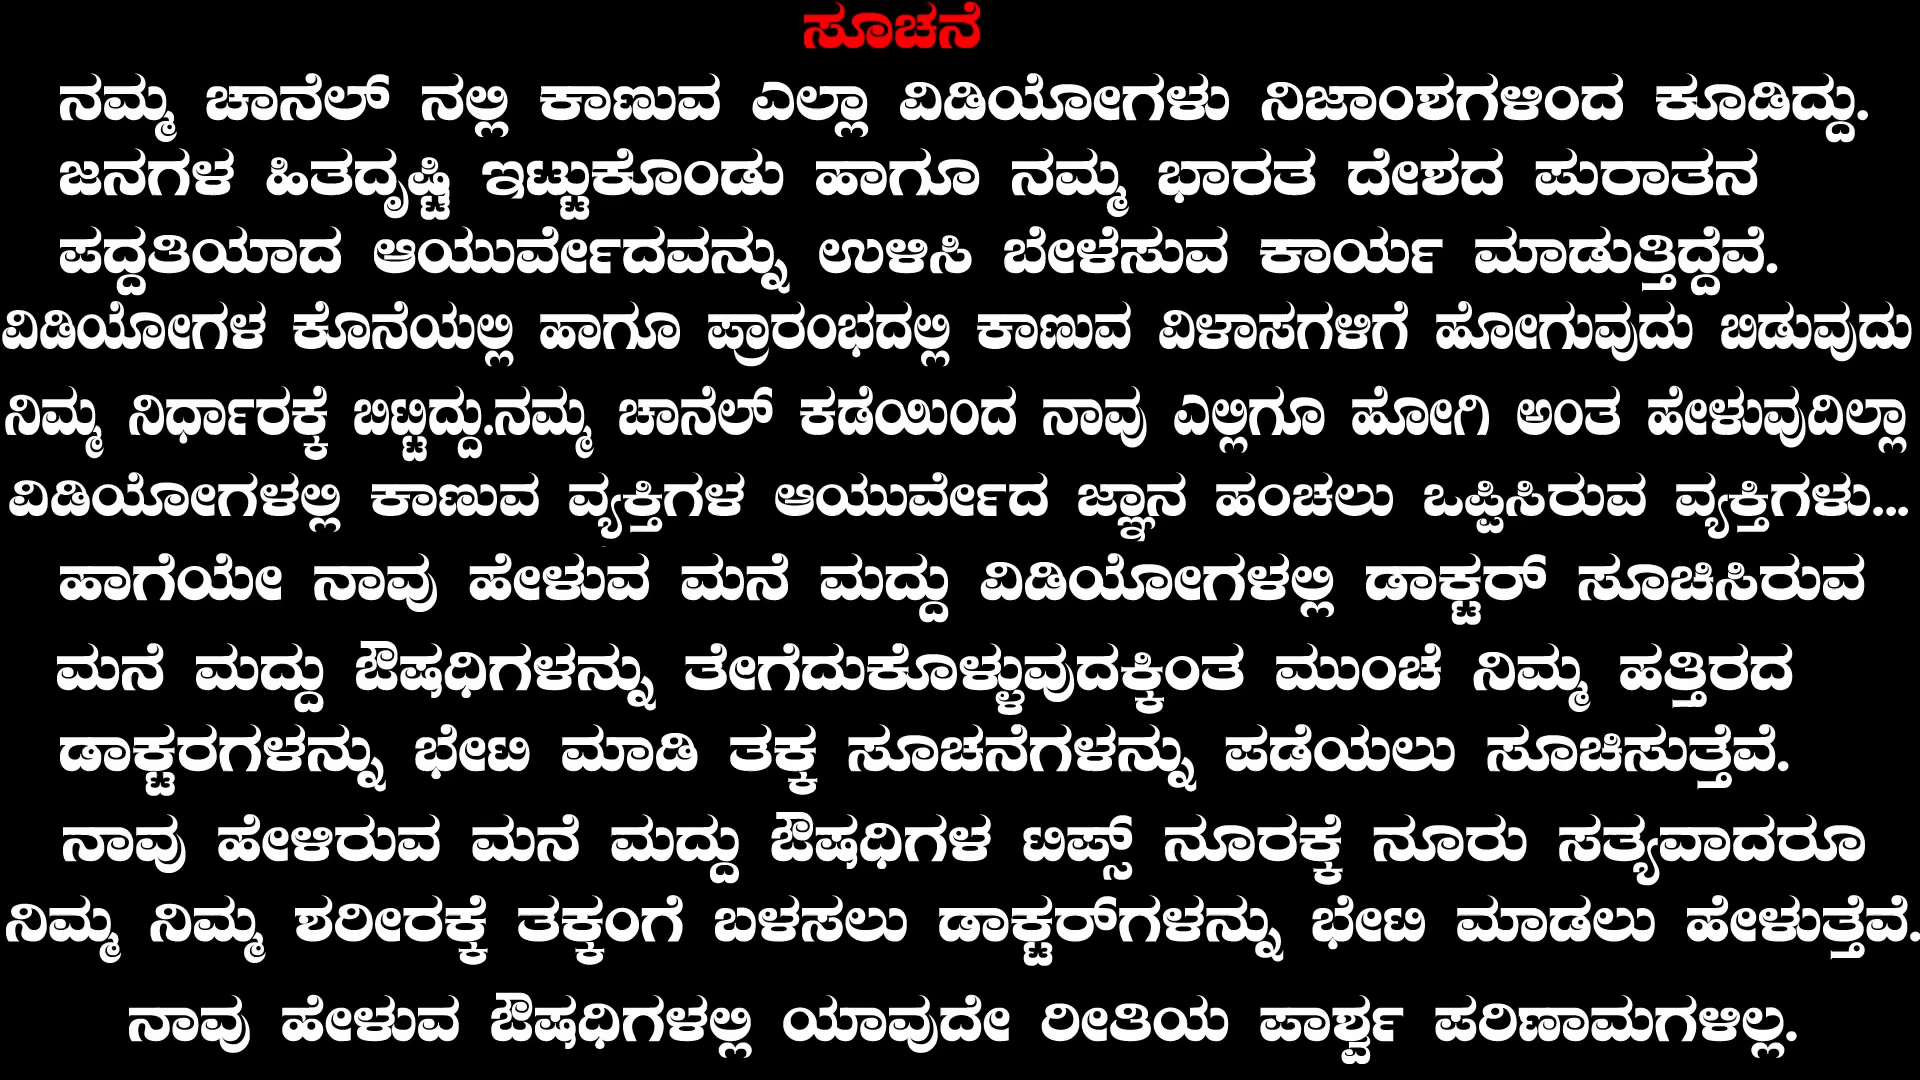 ಸೂಚನೆ
ನಮ್ಮ ಚಾನೆಲ್ ನಲ್ಲಿ ಕಾಣುವ ಎಲ್ಲಾ ವಿಡಿಯೋಗಳು ನಿಜಾಂಶಗಳಿಂದ ಕೂಡಿದ್ದು.
ಜನಗಳ ಹಿತದೃಷ್ಟಿ ಇಟ್ಟುಕೊಂಡು ಹಾಗೂ ನಮ್ಮ ಭಾರತ ದೇಶದ ಪುರಾತನ
ಪದ್ದತಿಯಾದ ಆಯುರ್ವೇದವನ್ನು ಉಳಿಸಿ ಬೇಳೆಸುವ ಕಾರ್ಯ ಮಾಡುತ್ತಿದ್ದೆವೆ.
ವಿಡಿಯೋಗಳ ಕೊನೆಯಲ್ಲಿ ಹಾಗೂ ಪ್ರಾರಂಭದಲ್ಲಿ ಕಾಣುವ ವಿಳಾಸಗಳಿಗೆ ಹೋಗುವುದು ಬಿಡುವುದು
ನಿಮ್ಮ ನಿರ್ಧಾರಕ್ಕೆ ಬಿಟ್ಟಿದ್ದು.ನಮ್ಮ ಚಾನೆಲ್ ಕಡೆಯಿಂದ ನಾವು ಎಲ್ಲಿಗೂ ಹೋಗಿ ಅಂತ ಹೇಳುವುದಿಲ್ಲಾ
ವಿಡಿಯೋಗಳಲ್ಲಿ ಕಾಣುವ ವ್ಯಕ್ತಿಗಳ ಆಯುರ್ವೇದ ಜ್ಞಾನ ಹಂಚಲು ಒಪ್ಪಿಸಿರುವ ವ್ಯಕ್ತಿಗಳು...
ಹಾಗೆಯೇ ನಾವು ಹೇಳುವ ಮನೆ ಮದ್ದು ವಿಡಿಯೋಗಳಲ್ಲಿ ಡಾಕ್ಟರ್ ಸೂಚಿಸಿರುವ
ಮನೆ ಮದ್ದು ಔಷಧಿಗಳನ್ನು ತೇಗೆದುಕೊಳ್ಳುವುದಕ್ಕಿಂತ ಮುಂಚೆ ನಿಮ್ಮ ಹತ್ತಿರದ
ಡಾಕ್ಟರಗಳನ್ನು ಭೇಟಿ ಮಾಡಿ ತಕ್ಕ ಸೂಚನೆಗಳನ್ನು ಪಡೆಯಲು ಸೂಚಿಸುತ್ತೆವೆ.
ನಾವು ಹೇಳಿರುವ ಮನೆ ಮದ್ದು ಔಷಧಿಗಳ ಟಿಪ್ಸ್ ನೂರಕ್ಕೆ ನೂರು ಸತ್ಯವಾದರೂ
ನಿಮ್ಮ ನಿಮ್ಮ ಶರೀರಕ್ಕೆ ತಕ್ಕಂಗೆ ಬಳಸಲು ಡಾಕ್ಟರ್‌ಗಳನ್ನು ಭೇಟಿ ಮಾಡಲು ಹೇಳುತ್ತೆವೆ.
ನಾವು ಹೇಳುವ ಔಷಧಿಗಳಲ್ಲಿ ಯಾವುದೇ ರೀತಿಯ ಪಾರ್ಶ್ವ ಪರಿಣಾಮಗಳಿಲ್ಲ.